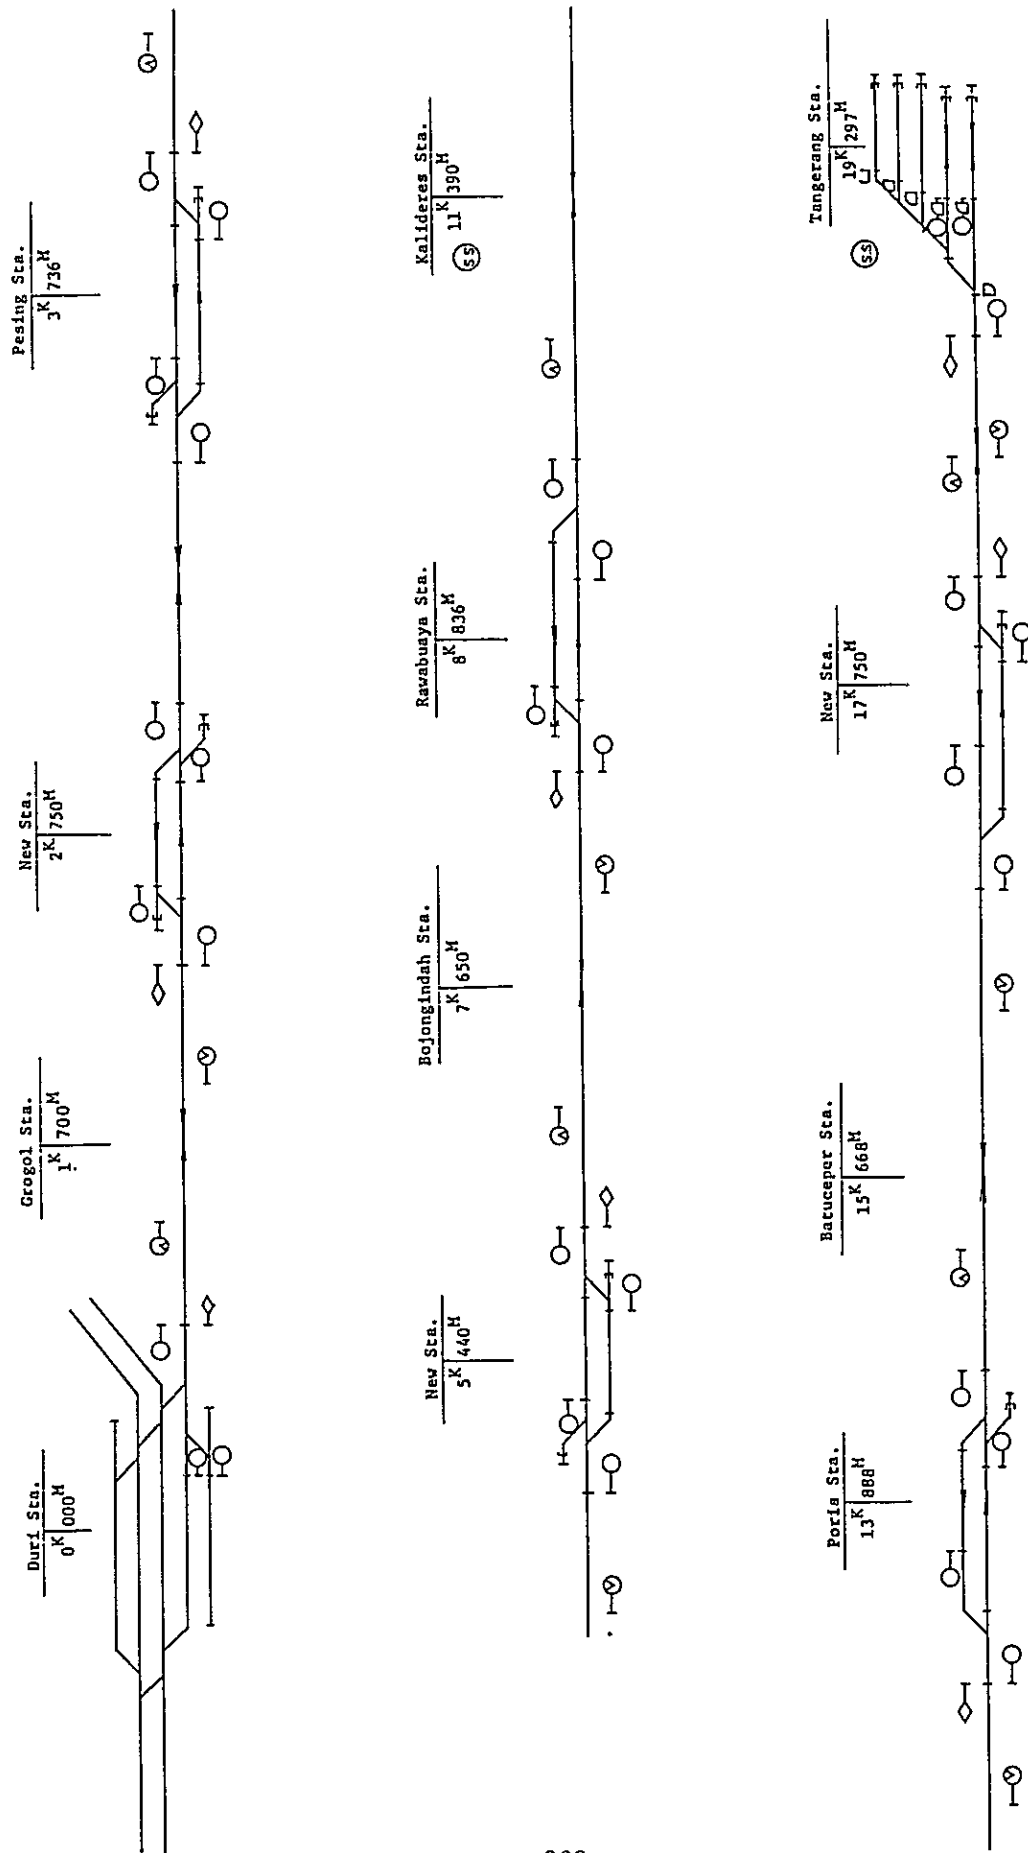 Duri Sta.
0K 000M
Grogol Sta.
1K 700M
New Sta.
2K 750M
Pesing Sta.
3K 736M
New Sta.
5K 440M
Bojongindah Sta.
7K 650M
Rawabuaya Sta.
8K 836M
Kalideres Sta.
11K 390M
SS
Poris Sta.
13K 888M
Batuceper Sta.
15K 668M
New Sta.
17K 750M
Tangerang Sta.
19K 297M
SS